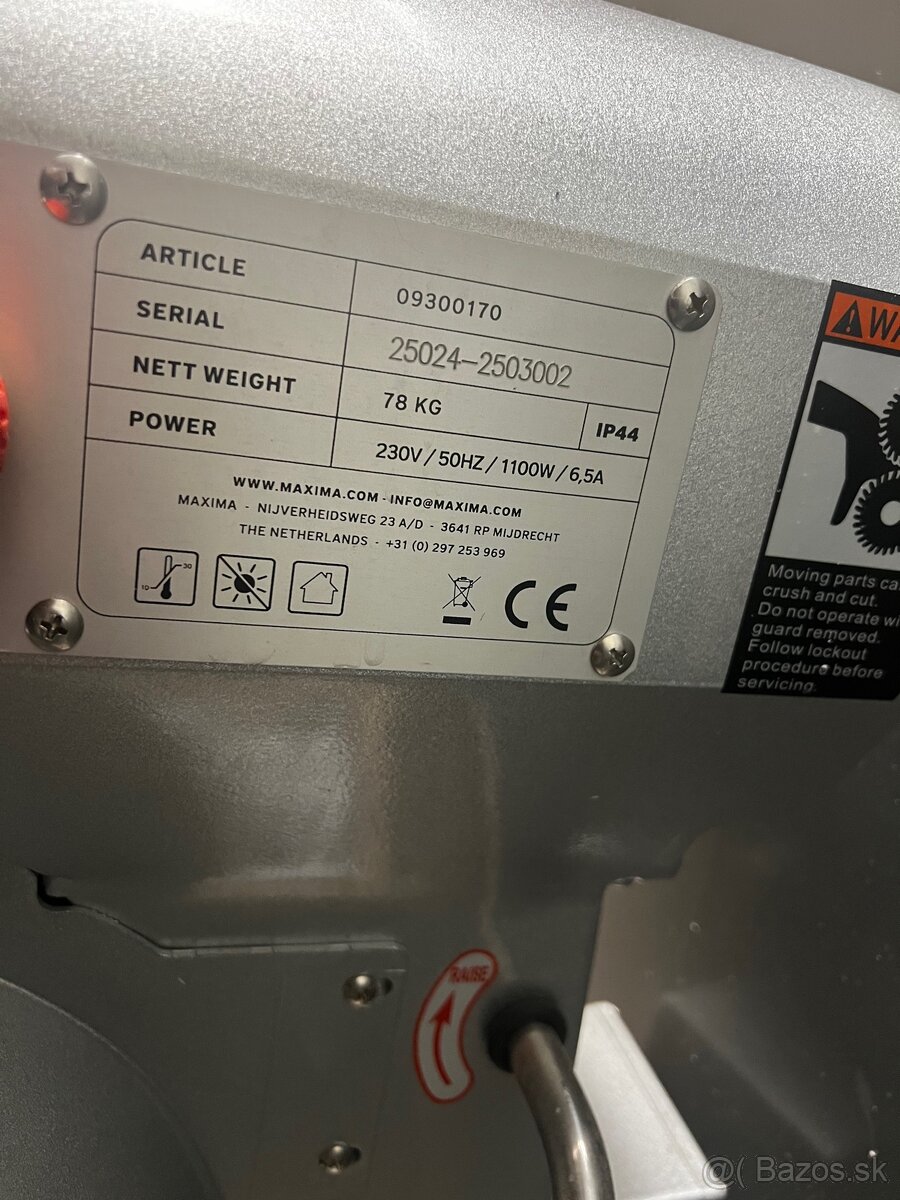 ARTICLE 09300170
SERIAL 25024-2503002
NETT WEIGHT 78 KG IP44
POWER 230V / 50HZ / 1100W / 6,5A
WWW.MAXIMA.COM - INFO@MAXIMA.COM
MAXIMA - NIJVERHEIDSWEG 23 A/D - 3641 RP MIJDRECHT
THE NETHERLANDS - +31 (0) 297 253 969
10 30
CE
Moving parts ca
crush and cut.
Do not operate wi
guard removed.
Follow lockout
procedure before
servicing.
RAISE
@( Bazos.sk